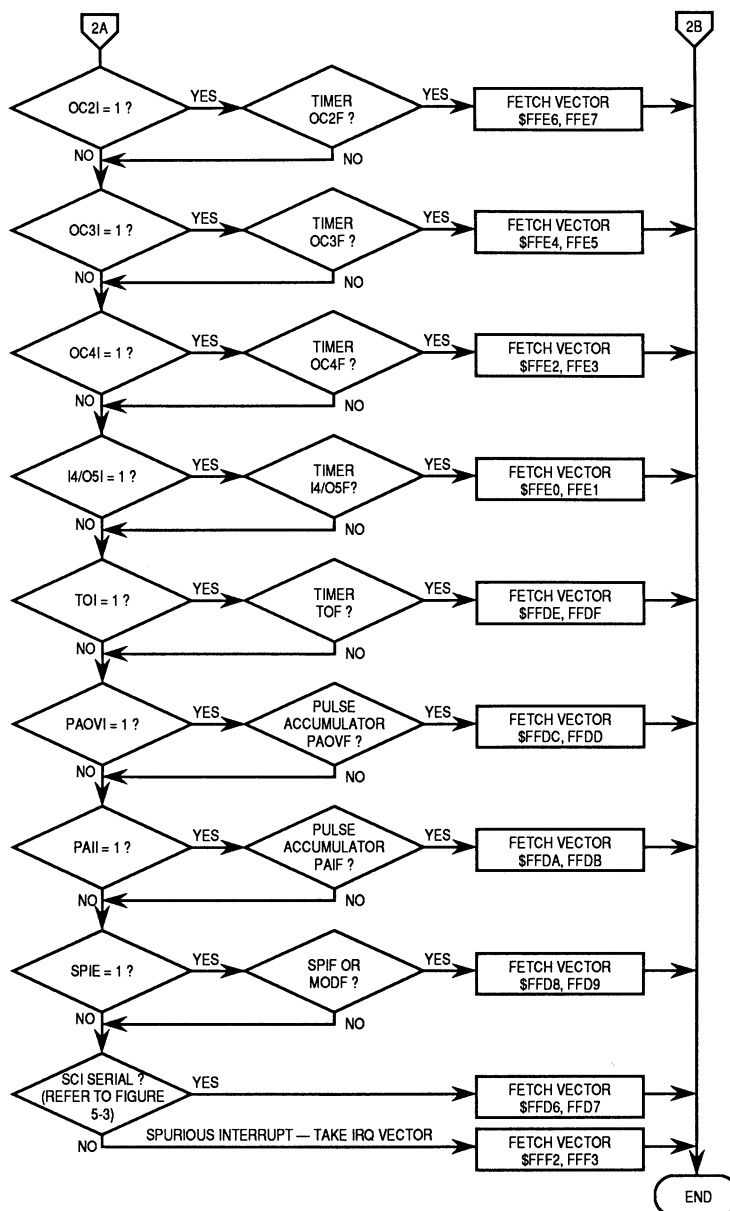 2A
2B
OC2I = 1 ?
YES
TIMER
OC2F ?
YES
FETCH VECTOR
$FFE6, FFE7
NO
NO
OC3I = 1 ?
YES
TIMER
OC3F ?
YES
FETCH VECTOR
$FFE4, FFE5
NO
NO
OC4I = 1 ?
YES
TIMER
OC4F ?
YES
FETCH VECTOR
$FFE2, FFE3
NO
NO
I4/O5I = 1 ?
YES
TIMER
I4/O5F?
YES
FETCH VECTOR
$FFE0, FFE1
NO
NO
TOI = 1 ?
YES
TIMER
TOF ?
YES
FETCH VECTOR
$FFDE, FFDF
NO
NO
PAOVI = 1 ?
YES
PULSE
ACCUMULATOR
PAOVF ?
YES
FETCH VECTOR
$FFDC, FFDD
NO
NO
PAII = 1 ?
YES
PULSE
ACCUMULATOR
PAIF ?
YES
FETCH VECTOR
$FFDA, FFDB
NO
NO
SPIE = 1 ?
YES
SPIF OR
MODF ?
YES
FETCH VECTOR
$FFD8, FFD9
NO
NO
SCI SERIAL ?
(REFER TO FIGURE
5-3)
YES
FETCH VECTOR
$FFD6, FFD7
NO
SPURIOUS INTERRUPT — TAKE IRQ VECTOR
FETCH VECTOR
$FFF2, FFF3
END